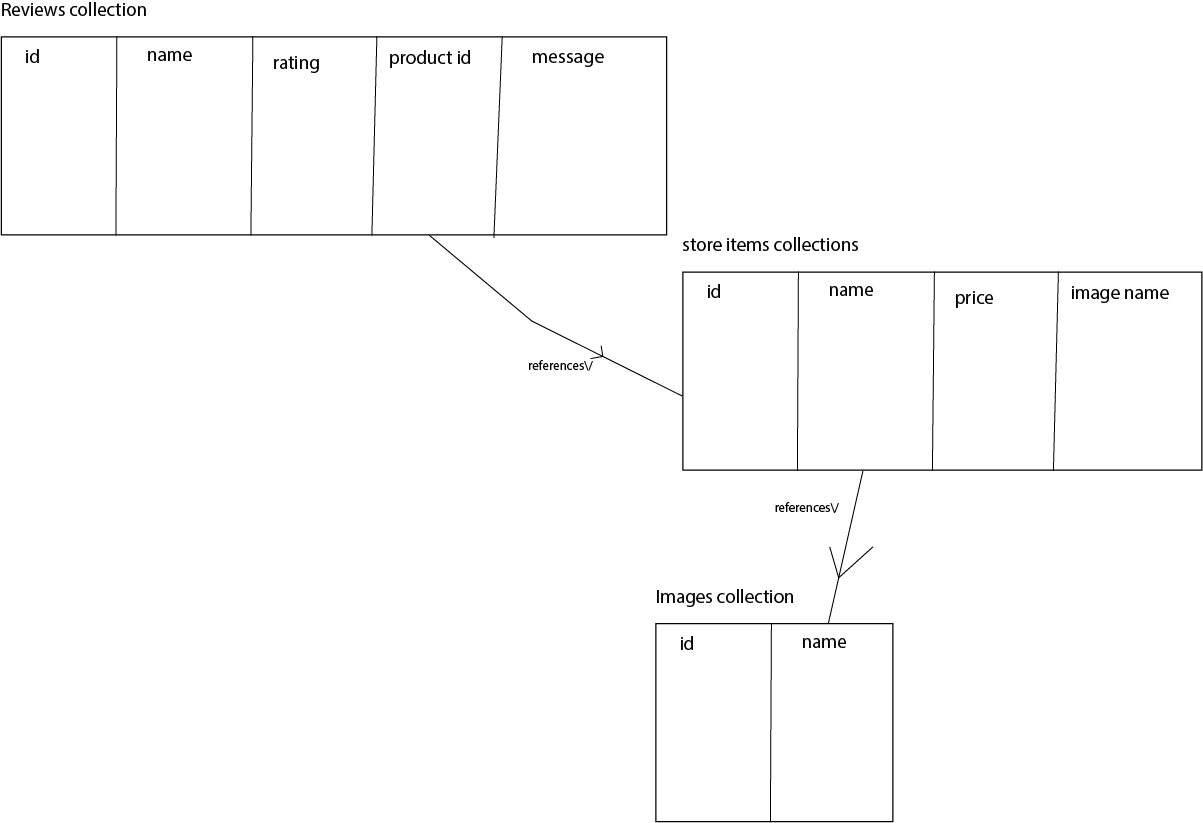 Reviews collection
id name rating product id message
store items collections
id name price image name
references\/
references\/
Images collection
id name